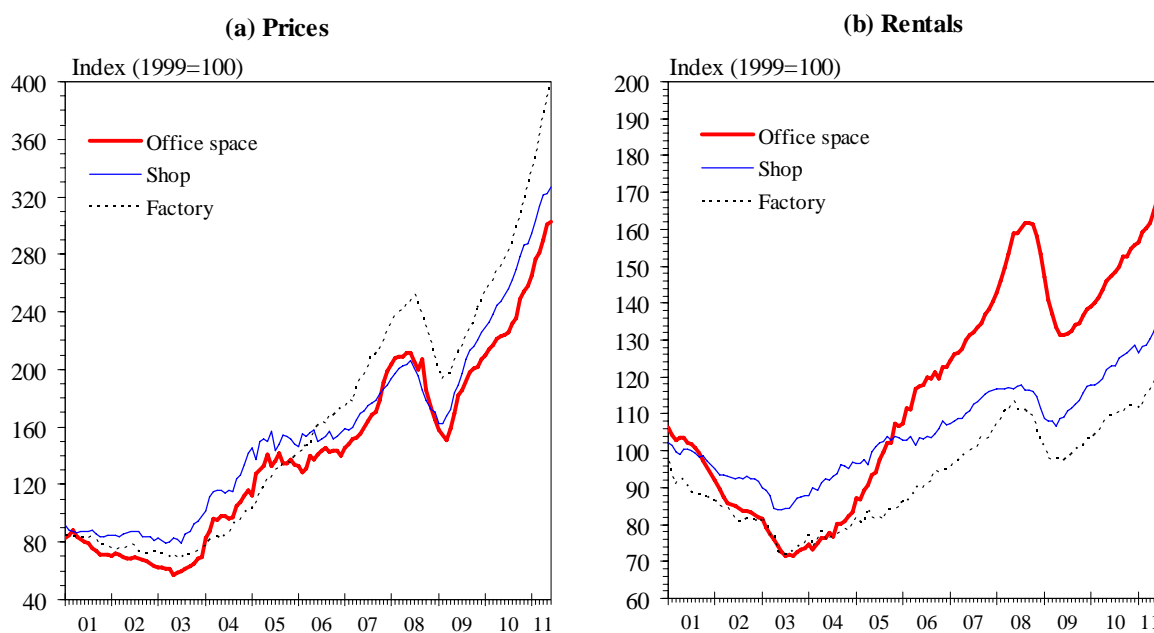 (a) Prices
Index (1999=100)
400
360
320
280
240
200
160
120
80
40
Office space
Shop
Factory
01 02 03 04 05 06 07 08 09 10 11
(b) Rentals
Index (1999=100)
200
190
180
170
160
150
140
130
120
110
100
90
80
70
60
Office space
Shop
Factory
01 02 03 04 05 06 07 08 09 10 11